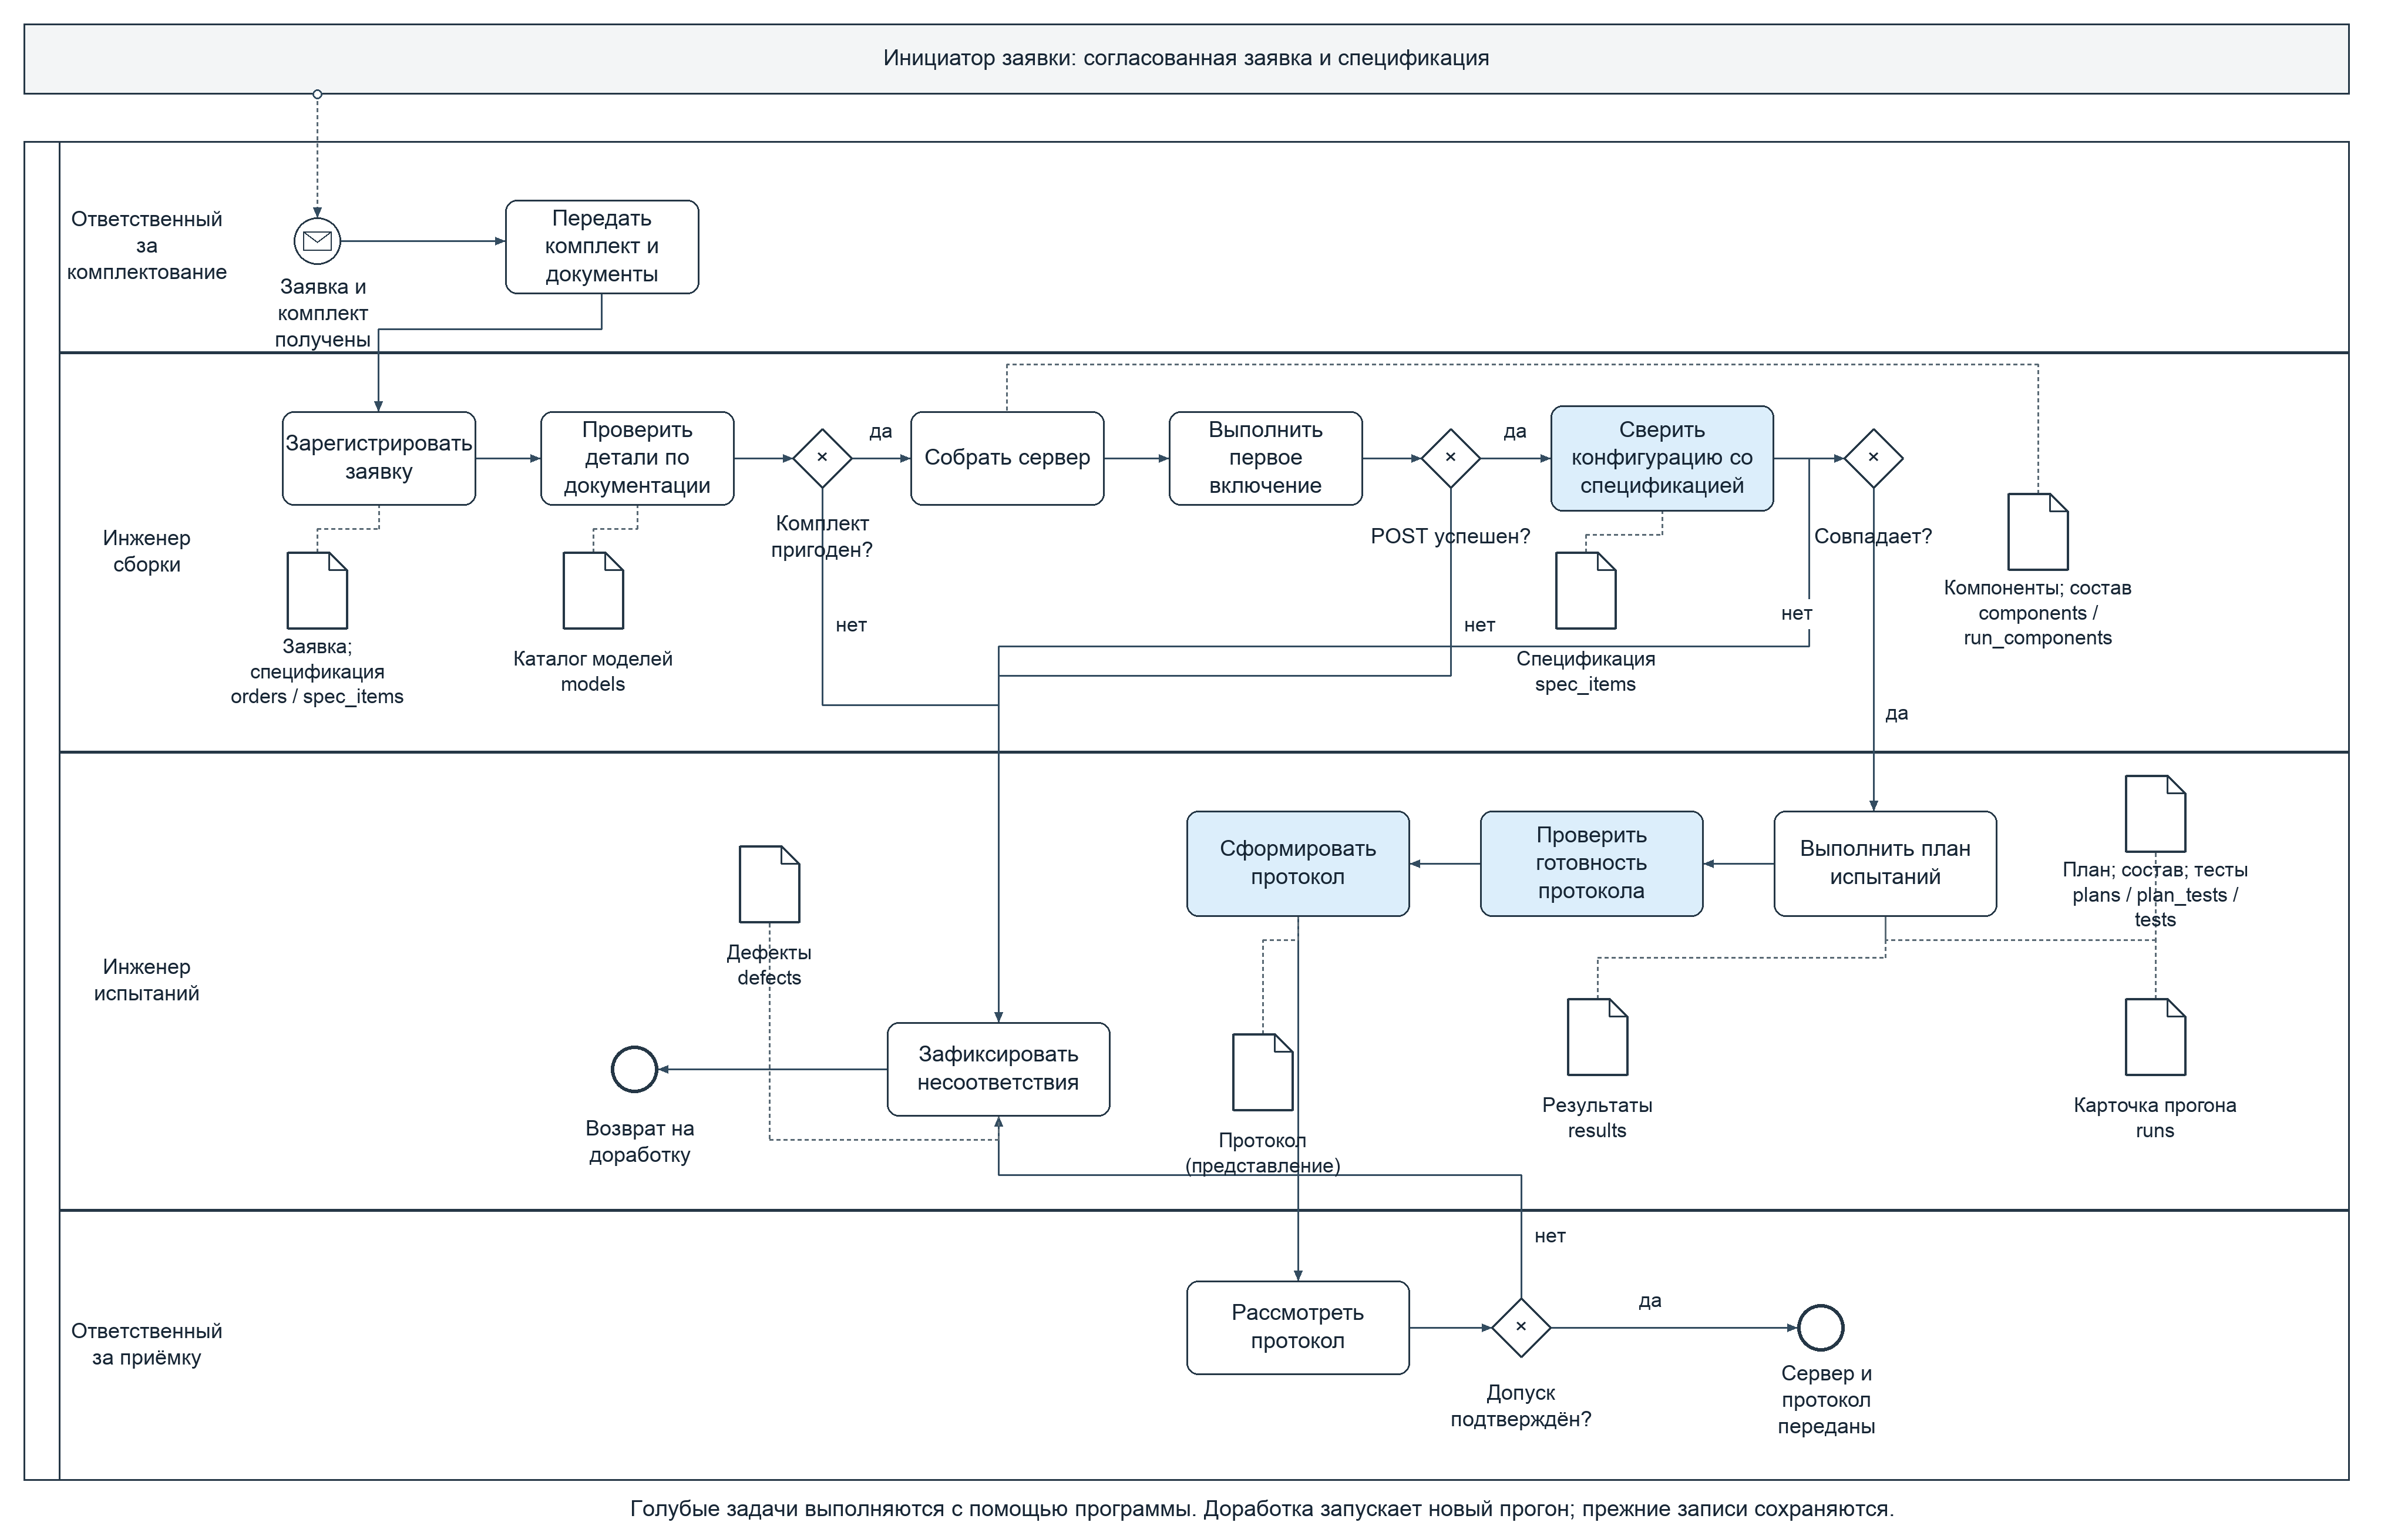 Инициатор заявки: согласованная заявка и спецификация
Ответственный
за
комплектование
Заявка и
комплект
получены
Передать
комплект и
документы
Инженер
сборки
Зарегистрировать
заявку
Проверить
детали по
документации
×
да
Комплект
пригоден?
нет
Собрать сервер
Выполнить
первое
включение
×
да
POST успешен?
нет
Сверить
конфигурацию со
спецификацией
×
Совпадает?
нет
да
Заявка;
спецификация
orders / spec_items
Каталог моделей
models
Спецификация
spec_items
Компоненты; состав
components /
run_components
Инженер
испытаний
Дефекты
defects
Сформировать
протокол
Проверить
готовность
протокола
Выполнить план
испытаний
План; состав; тесты
plans / plan_tests /
tests
Возврат на
доработку
Зафиксировать
несоответствия
Протокол
(представление)
Результаты
results
Карточка прогона
runs
Ответственный
за приёмку
Рассмотреть
протокол
×
нет
да
Допуск
подтверждён?
Сервер и
протокол
переданы
Голубые задачи выполняются с помощью программы. Доработка запускает новый прогон; прежние записи сохраняются.